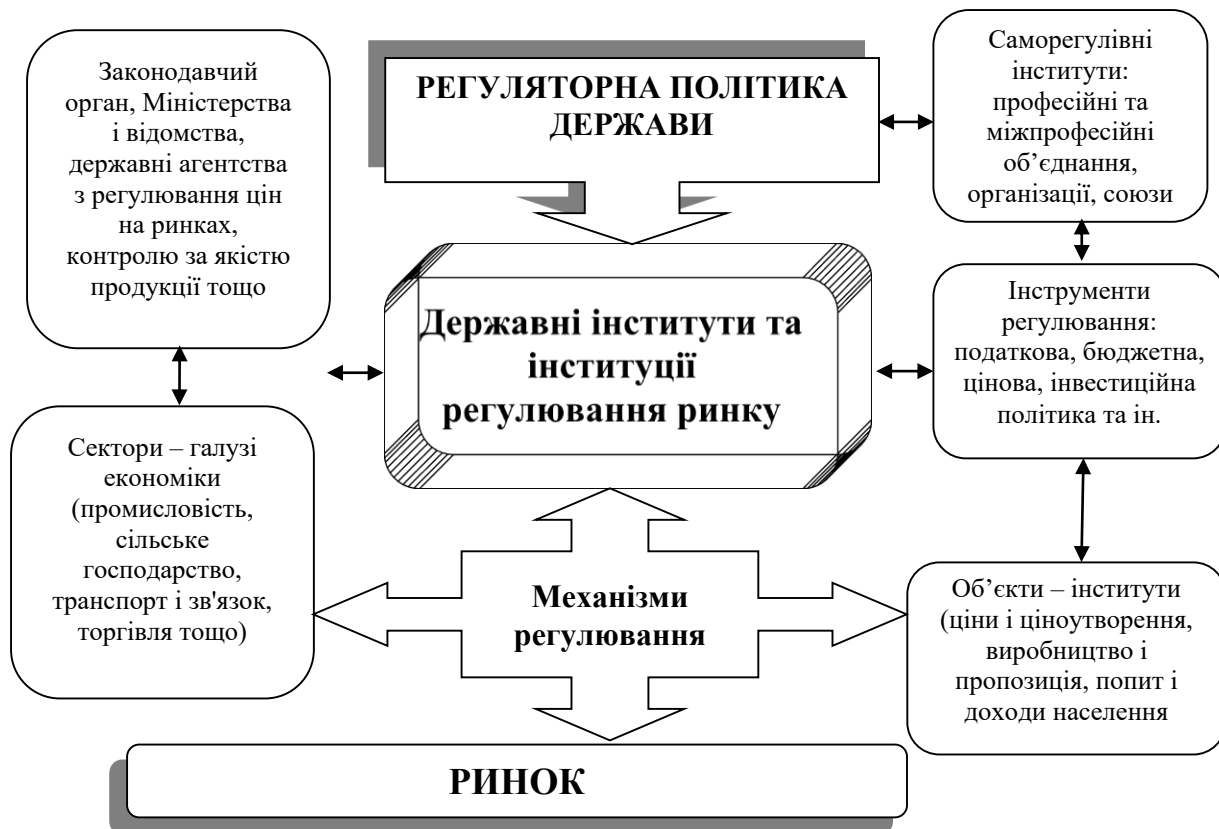 Законодавчий
орган, Міністерства
і відомства,
державні агентства
з регулювання цін
на ринках,
контролю за якістю
продукції тощо
РЕГУЛЯТОРНА ПОЛІТИКА
ДЕРЖАВИ
Саморегулівні
інститути:
професійні та
міжпрофесійні
об’єднання,
організації, союзи
Державні інститути та
інституції
регулювання ринку
Інструменти
регулювання:
податкова, бюджетна,
цінова, інвестиційна
політика та ін.
Сектори – галузі
економіки
(промисловість,
сільське
господарство,
транспорт і зв'язок,
торгівля тощо)
Механізми
регулювання
Об’єкти – інститути
(ціни і ціноутворення,
виробництво і
пропозиція, попит і
доходи населення
РИНОК